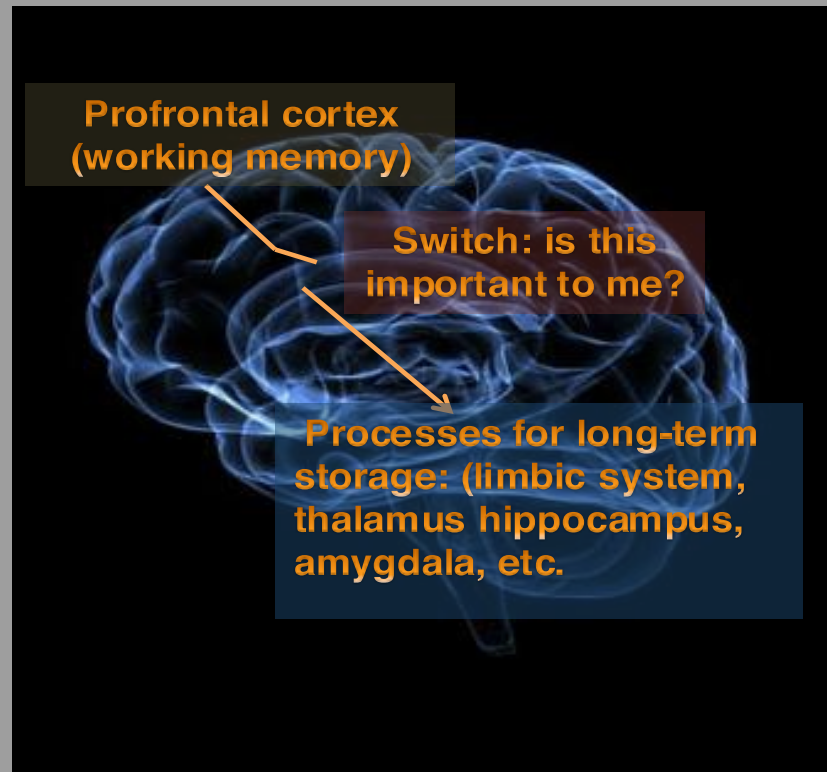 Profrontal cortex
(working memory)
Switch: is this
important to me?
Processes for long-term
storage: (limbic system,
thalamus hippocampus,
amygdala, etc.